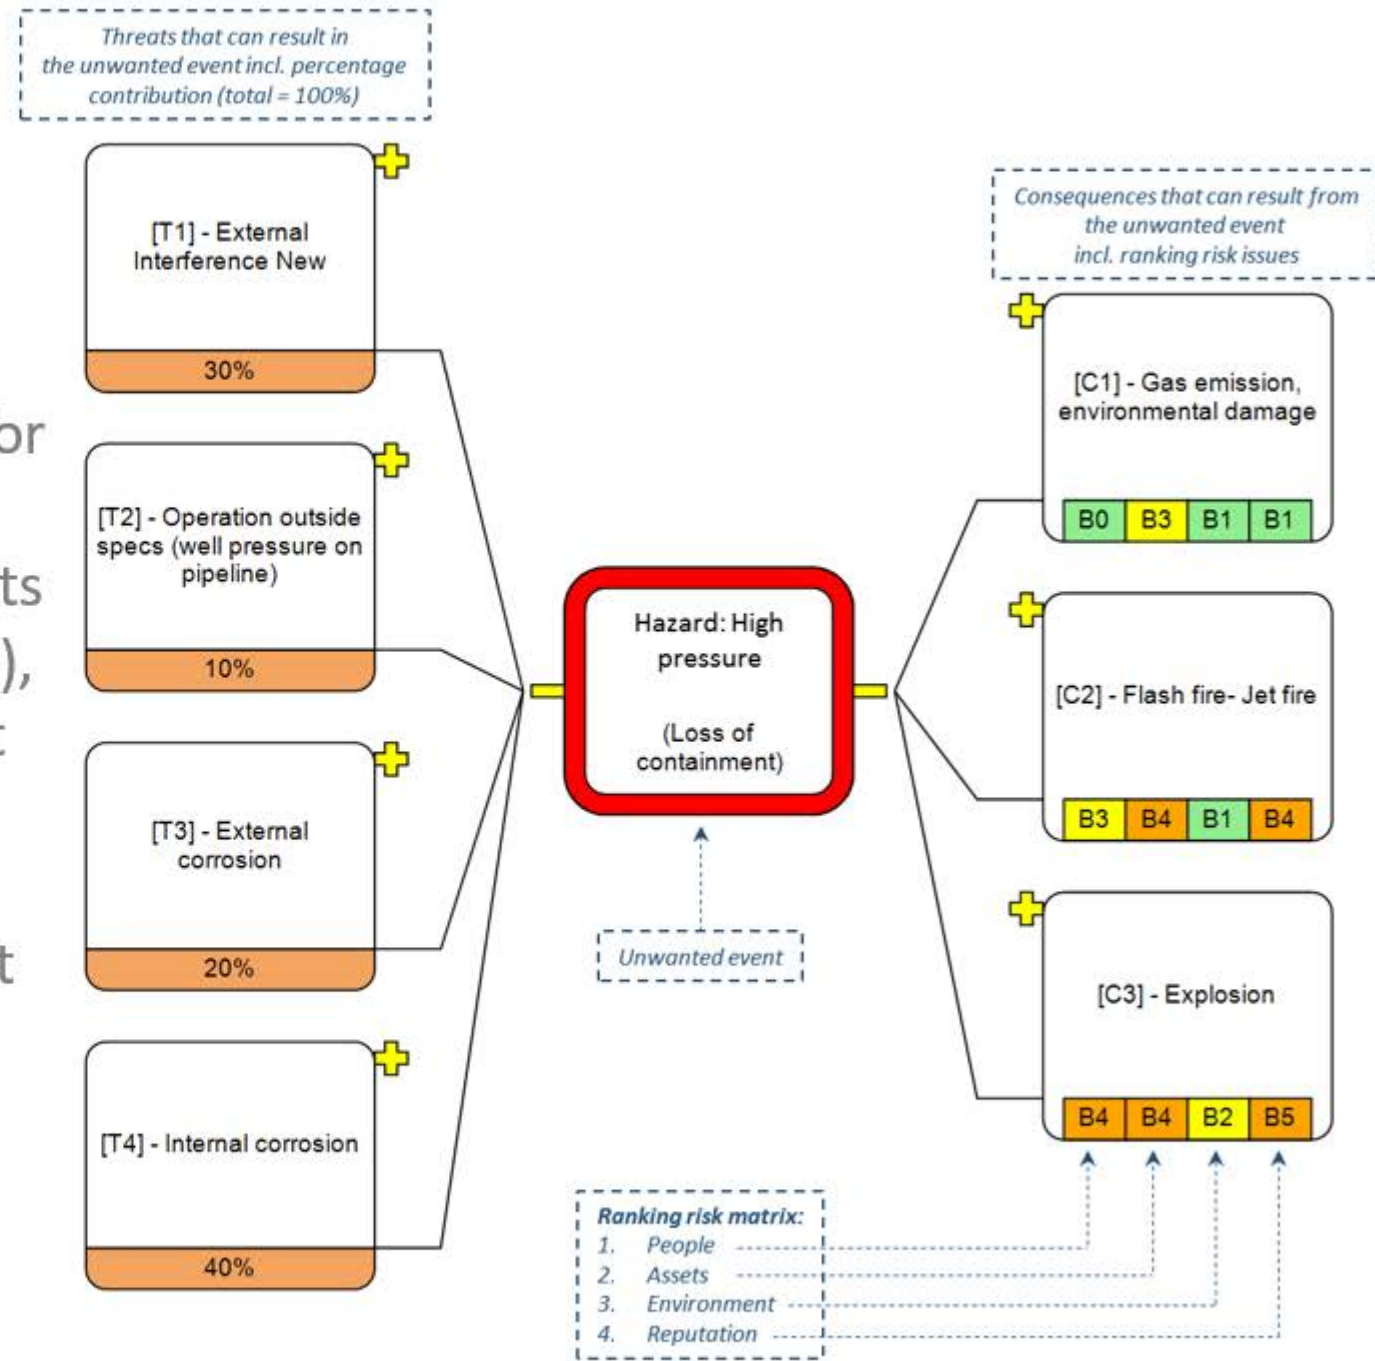 Threats that can result in
the unwanted event incl. percentage
contribution (total = 100%)
[T1] - External
Interference New
30%
or
[T2] - Operation outside
specs (well pressure on
pipeline)
10%
ts
),
[T3] - External
corrosion
20%
t
[T4] - Internal corrosion
40%
Hazard: High
pressure
(Loss of
containment)
Unwanted event
Consequences that can result from
the unwanted event
incl. ranking risk issues
[C1] - Gas emission,
environmental damage
B0 B3 B1 B1
[C2] - Flash fire- Jet fire
B3 B4 B1 B4
[C3] - Explosion
B4 B4 B2 B5
Ranking risk matrix:
1. People
2. Assets
3. Environment
4. Reputation